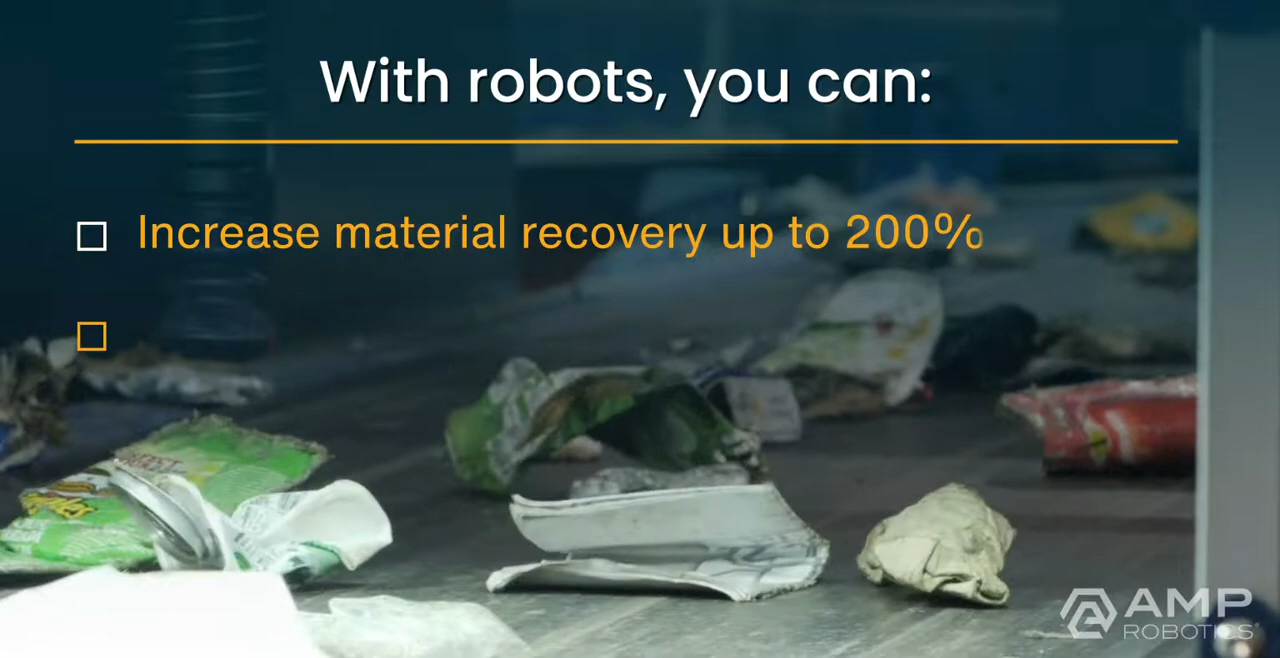 With robots, you can:
Increase material recovery up to 200%
AMP
ROBOTICS